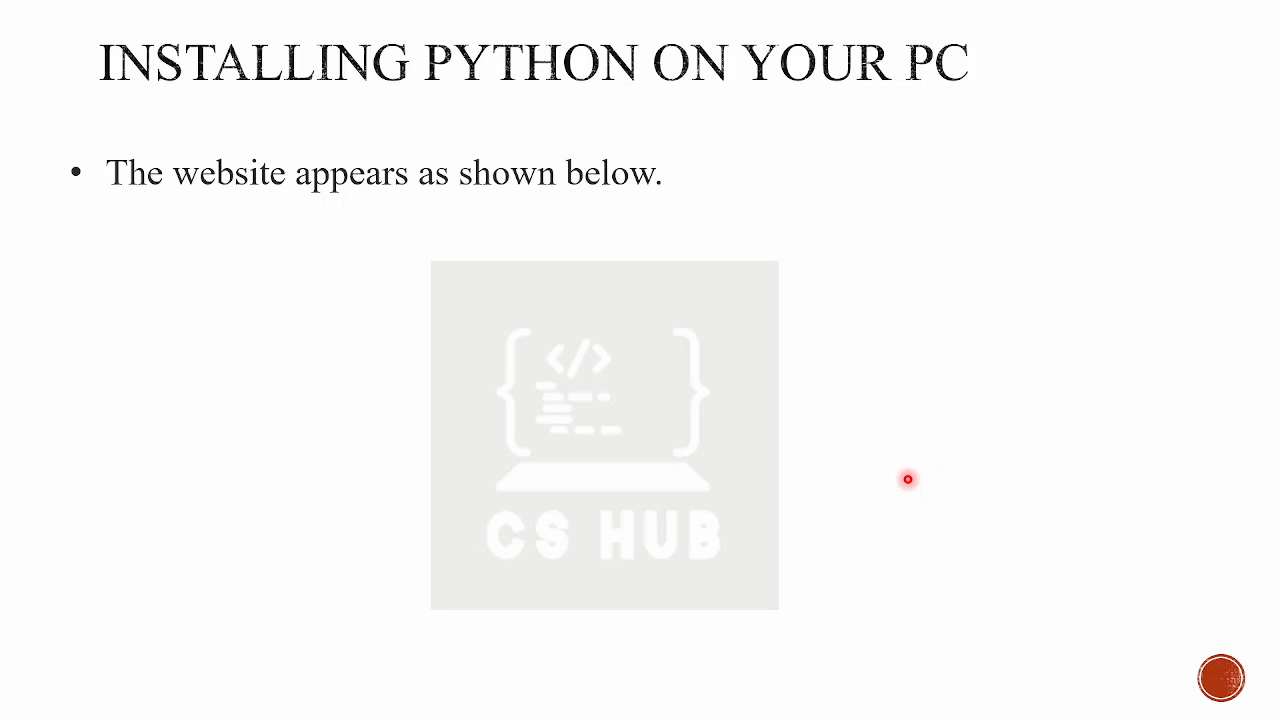 INSTALLING PYTHON ON YOUR PC
• The website appears as shown below.
</>
CS HUB